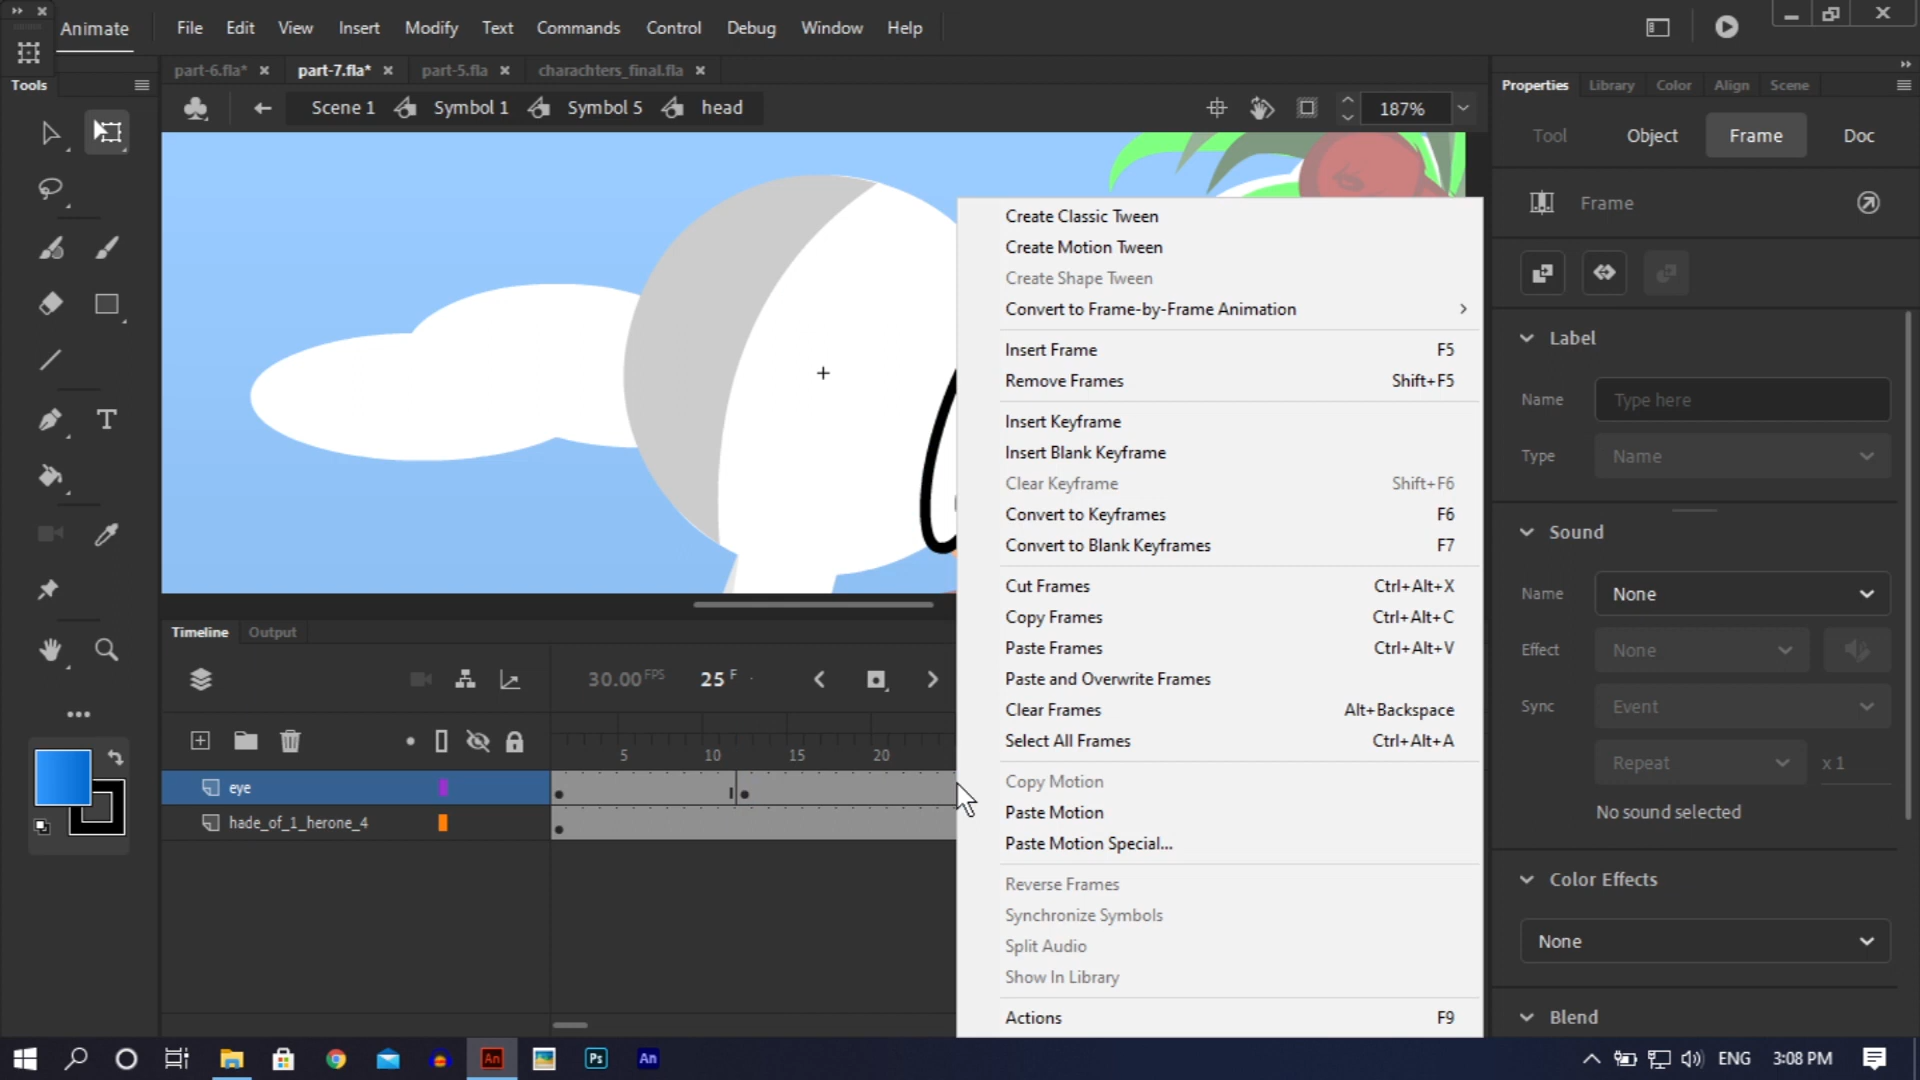 Animate
File Edit View Insert Modify Text Commands Control Debug Window Help
Tools
part-6.fla* part-7.fla* part-5.fla charachters_final.fla
Properties Library Color Align Scene
Scene 1 Symbol 1 Symbol 5 head 187%
Tool Object Frame Doc
Frame
Create Classic Tween
Create Motion Tween
Create Shape Tween
Convert to Frame-by-Frame Animation
Insert Frame F5
Remove Frames Shift+F5
Insert Keyframe
Insert Blank Keyframe
Clear Keyframe Shift+F6
Convert to Keyframes F6
Convert to Blank Keyframes F7
Cut Frames Ctrl+Alt+X
Copy Frames Ctrl+Alt+C
Paste Frames Ctrl+Alt+V
Paste and Overwrite Frames
Clear Frames Alt+Backspace
Select All Frames Ctrl+Alt+A
Copy Motion
Paste Motion
Paste Motion Special...
Reverse Frames
Synchronize Symbols
Split Audio
Show In Library
Actions F9
Label
Name Type here
Type Name
Sound
Name None
Effect None
Sync Event
Repeat x 1
No sound selected
Color Effects
None
Blend
Timeline Output
30.00 FPS 25 F
5 10 15 20
eye
hade_of_1_herone_4
An Ps An
ENG 3:08 PM